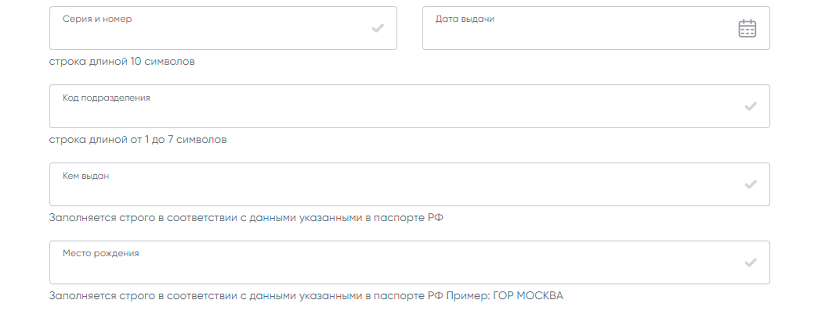 Серия и номер
Дата выдачи
строка длиной 10 символов
Код подразделения
строка длиной от 1 до 7 символов
Кем выдан
Заполняется строго в соответствии с данными указанными в паспорте РФ
Место рождения
Заполняется строго в соответствии с данными указанными в паспорте РФ Пример: ГОР МОСКВА